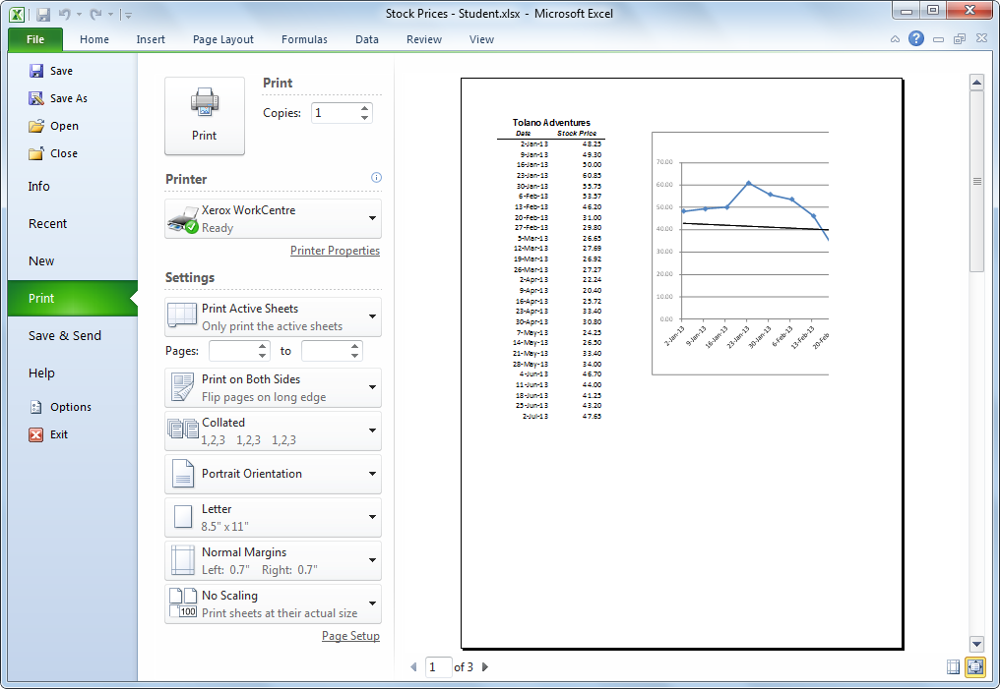 Stock Prices - Student.xlsx - Microsoft Excel
File Home Insert Page Layout Formulas Data Review View
Save
Save As
Open
Close
Info
Recent
New
Print
Save & Send
Help
Options
Exit
Print
Print
Copies: 1
Printer
Xerox WorkCentre
Ready
Printer Properties
Settings
Print Active Sheets
Only print the active sheets
Pages: to
Print on Both Sides
Flip pages on long edge
Collated
1,2,3 1,2,3 1,2,3
Portrait Orientation
Letter
8.5" x 11"
Normal Margins
Left: 0.7" Right: 0.7"
No Scaling
100
Print sheets at their actual size
Page Setup
Tolano Adventures
Date Stock Price
2-Jan-13 48.25
9-Jan-13 49.30
16-Jan-13 50.00
23-Jan-13 60.85
30-Jan-13 55.75
6-Feb-13 53.57
13-Feb-13 46.20
20-Feb-13 31.00
27-Feb-13 29.80
5-Mar-13 26.65
12-Mar-13 27.69
19-Mar-13 26.92
26-Mar-13 27.27
2-Apr-13 22.24
9-Apr-13 20.40
16-Apr-13 25.72
23-Apr-13 33.40
30-Apr-13 30.80
7-May-13 24.25
14-May-13 26.50
21-May-13 33.40
28-May-13 34.00
4-Jun-13 46.70
11-Jun-13 44.00
18-Jun-13 41.25
25-Jun-13 43.20
2-Jul-13 47.65
70.00
60.00
50.00
40.00
30.00
20.00
10.00
0.00
2-Jan-13 9-Jan-13 16-Jan-13 23-Jan-13 30-Jan-13 6-Feb-13 13-Feb-13 20-Feb
1 of 3